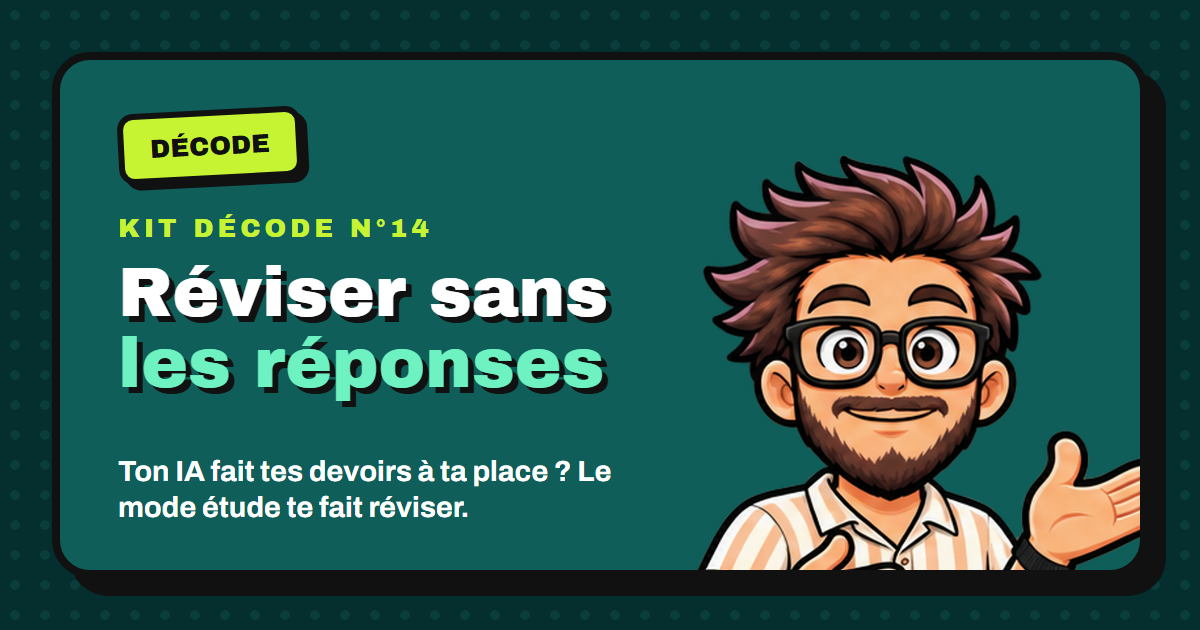 DÉCODE
KIT DÉCODE N°14
Réviser sans
les réponses
Ton IA fait tes devoirs à ta place ? Le
mode étude te fait réviser.